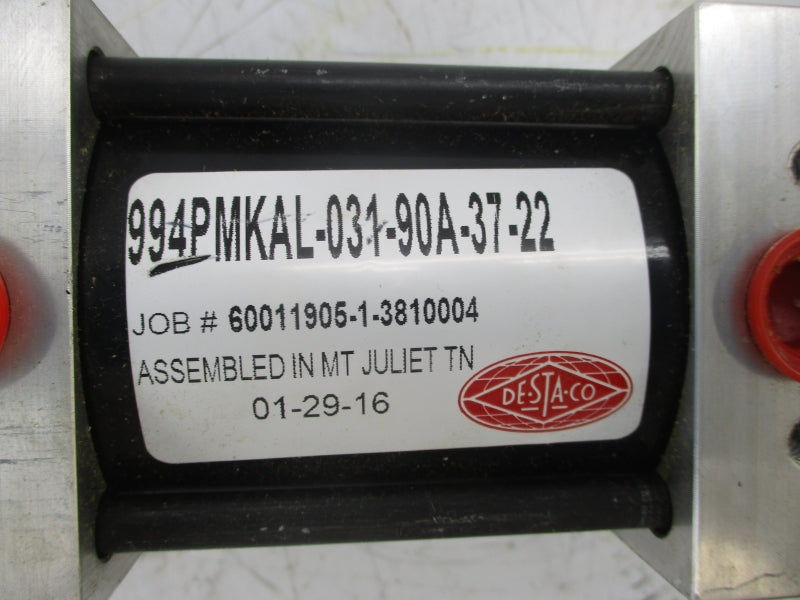 994PMKAL-031-90A-37-22
JOB # 60011905-1-3810004
ASSEMBLED IN MT JULIET TN
01-29-16
DE-STA-CO